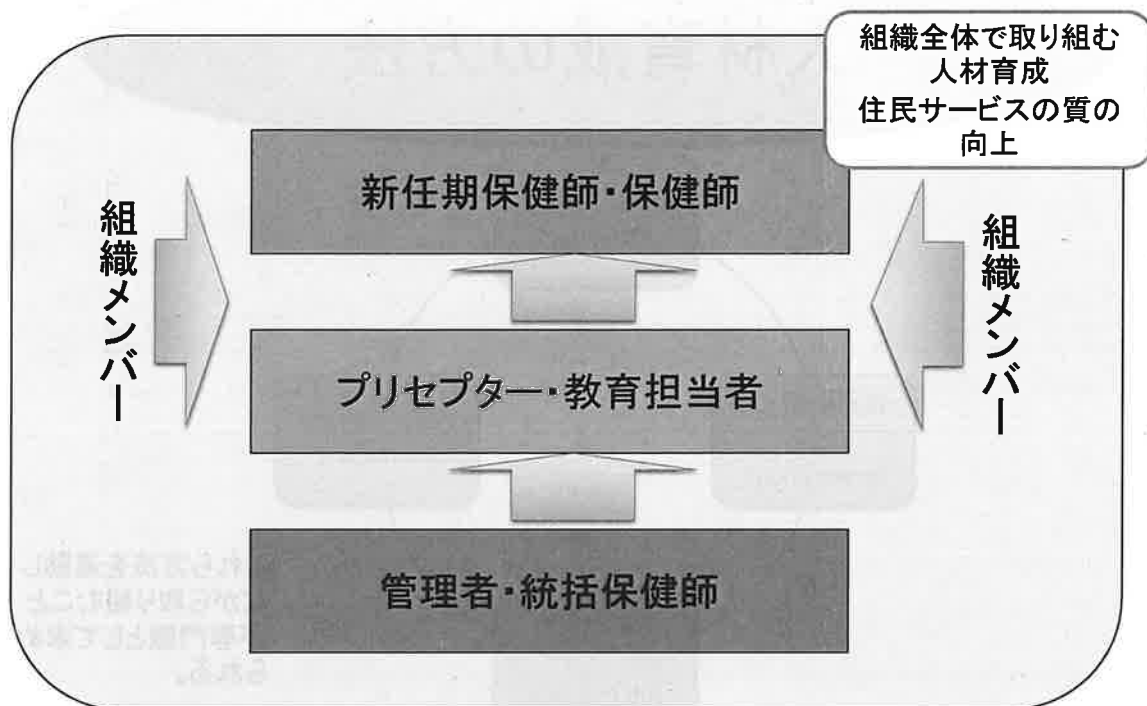 組織全体で取り組む
人材育成
住民サービスの質の
向上
新任期保健師・保健師
組織メンバー
組織メンバー
プリセプター・教育担当者
管理者・統括保健師